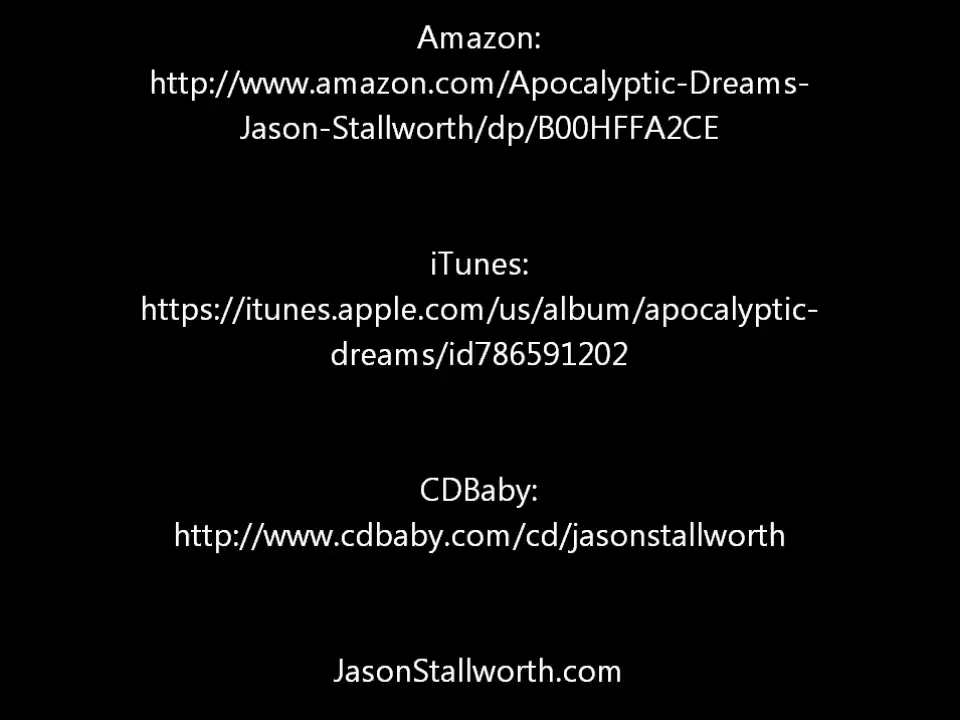 Amazon:
http://www.amazon.com/Apocalyptic-Dreams-
Jason-Stallworth/dp/B00HFFA2CE
iTunes:
https://itunes.apple.com/us/album/apocalyptic-
dreams/id786591202
CDBaby:
http://www.cdbaby.com/cd/jasonstallworth
JasonStallworth.com